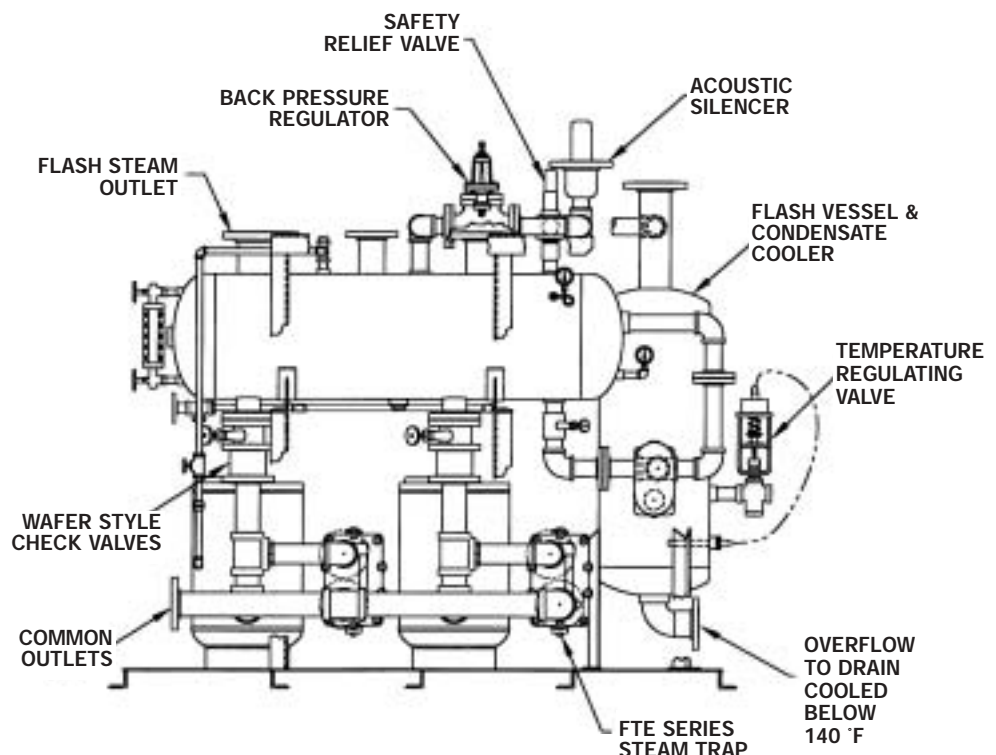 SAFETY
RELIEF VALVE
ACOUSTIC
SILENCER
BACK PRESSURE
REGULATOR
FLASH STEAM
OUTLET
FLASH VESSEL &
CONDENSATE
COOLER
TEMPERATURE
REGULATING
VALVE
WAFER STYLE
CHECK VALVES
COMMON
OUTLETS
OVERFLOW
TO DRAIN
COOLED
BELOW
140 °F
FTE SERIES
STEAM TRAP